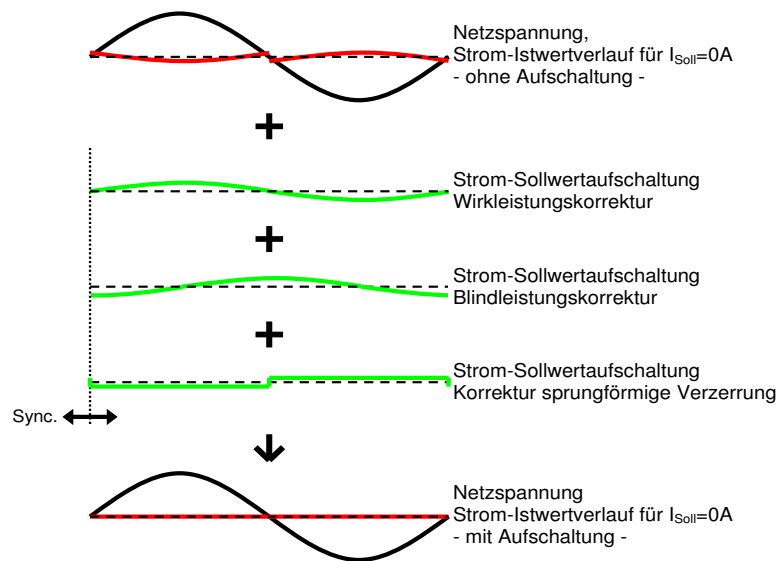 Netzspannung,
Strom-Istwertverlauf für ISoll=0A
- ohne Aufschaltung -
Strom-Sollwertaufschaltung
Wirkleistungskorrektur
Strom-Sollwertaufschaltung
Blindleistungskorrektur
Strom-Sollwertaufschaltung
Korrektur sprungförmige Verzerrung
Sync.
Netzspannung
Strom-Istwertverlauf für ISoll=0A
- mit Aufschaltung -